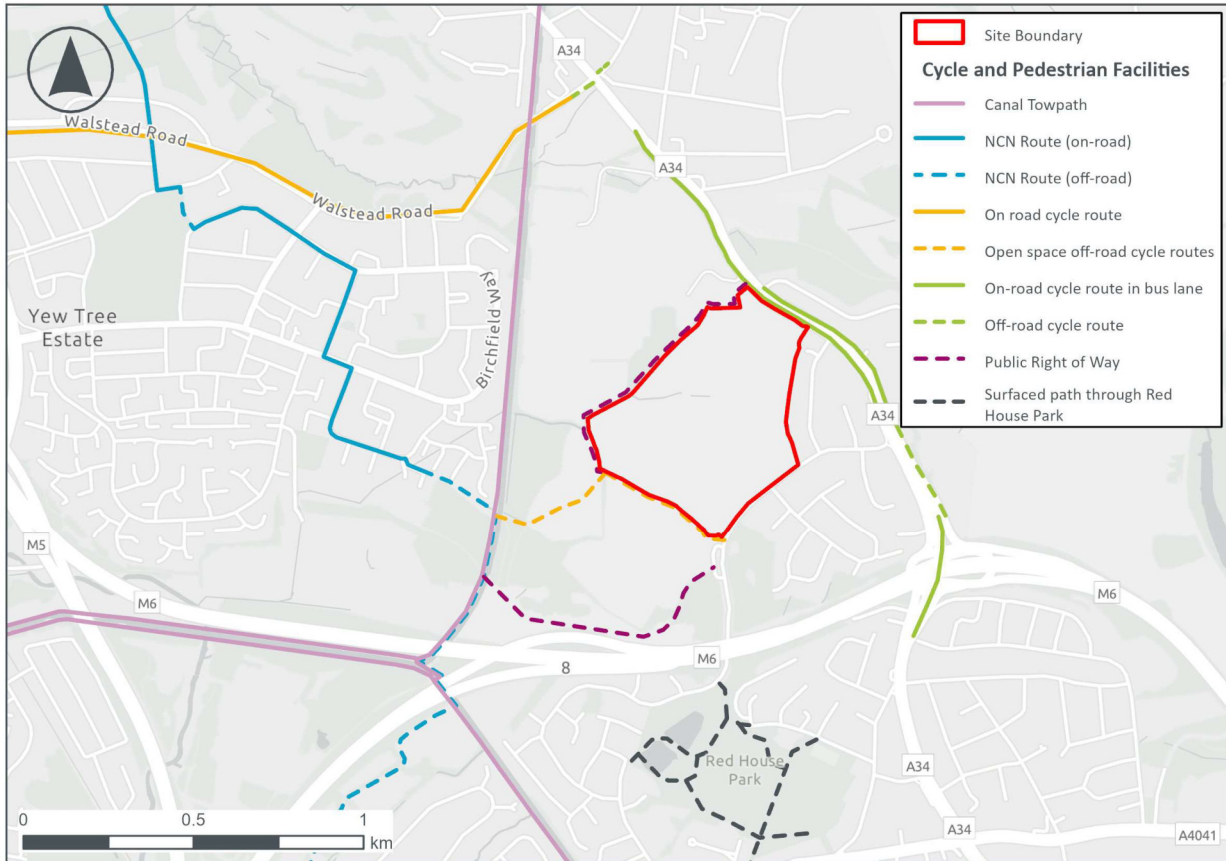 A34
Walstead Road
A34
Walstead Road
Birchfield Way
Yew Tree
Estate
A34
M5
M6
M6
8
M6
Red House
Park
A34
A34
A4041
0 0.5 1
km
Site Boundary
Cycle and Pedestrian Facilities
Canal Towpath
NCN Route (on-road)
NCN Route (off-road)
On road cycle route
Open space off-road cycle routes
On-road cycle route in bus lane
Off-road cycle route
Public Right of Way
Surfaced path through Red
House Park